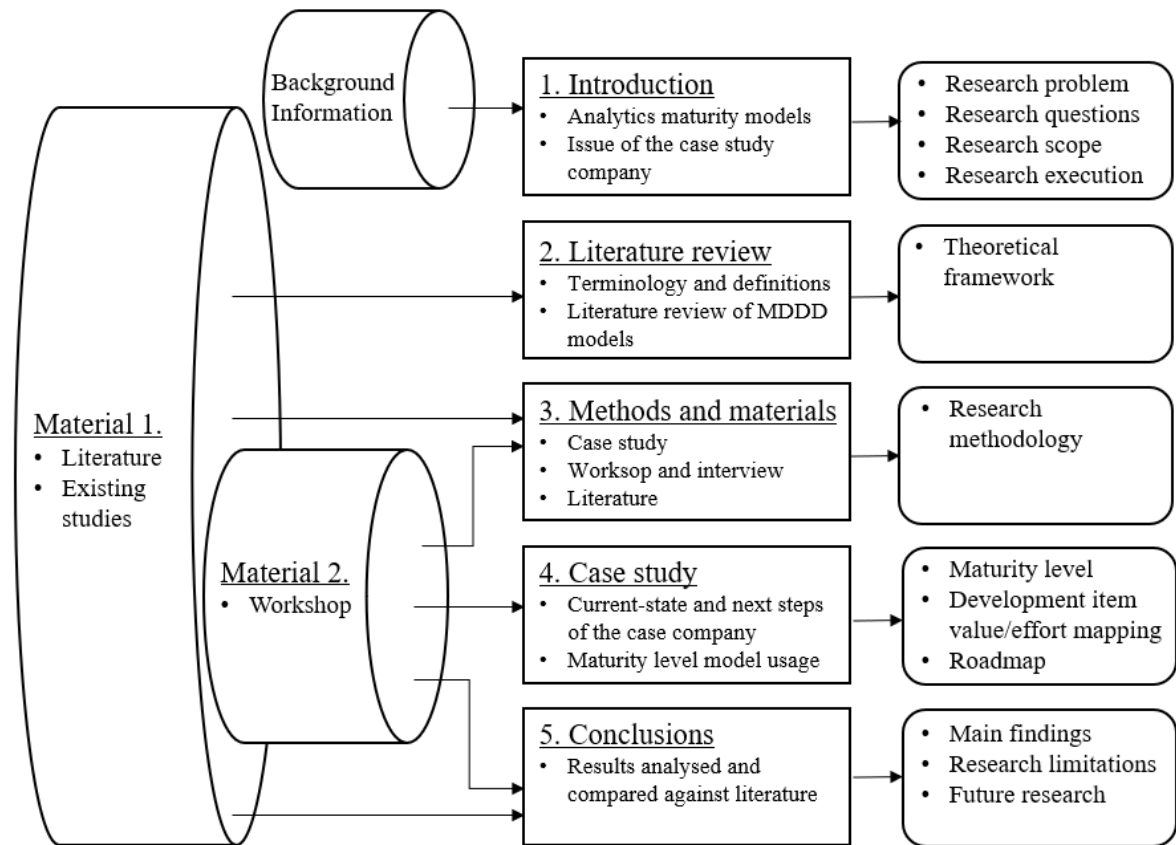 Background
Information
1. Introduction
• Analytics maturity models
• Issue of the case study
company
• Research problem
• Research questions
• Research scope
• Research execution
2. Literature review
• Terminology and definitions
• Literature review of MDDD
models
• Theoretical
framework
Material 1.
• Literature
• Existing
studies
3. Methods and materials
• Case study
• Worksop and interview
• Literature
• Research
methodology
Material 2.
• Workshop
4. Case study
• Current-state and next steps
of the case company
• Maturity level model usage
• Maturity level
• Development item
value/effort mapping
• Roadmap
5. Conclusions
• Results analysed and
compared against literature
• Main findings
• Research limitations
• Future research